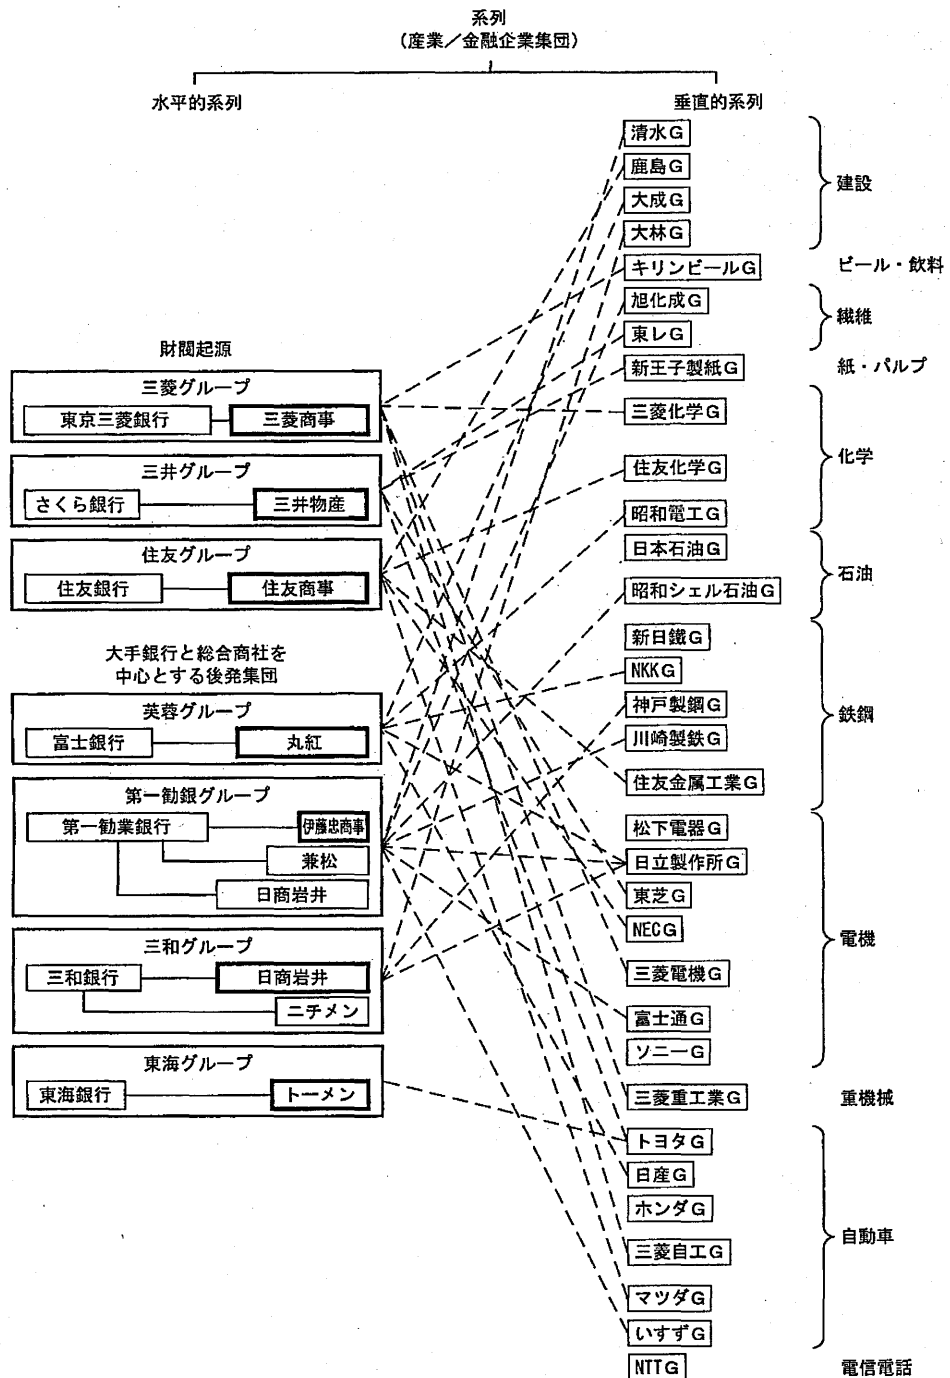 系列
（産業／金融企業集団）
水平的系列
垂直的系列
財閥起源
三菱グループ
東京三菱銀行
三菱商事
三井グループ
さくら銀行
三井物産
住友グループ
住友銀行
住友商事
大手銀行と総合商社を
中心とする後発集団
芙蓉グループ
富士銀行
丸紅
第一勧銀グループ
第一勧業銀行
伊藤忠商事
兼松
日商岩井
三和グループ
三和銀行
日商岩井
ニチメン
東海グループ
東海銀行
トーメン
清水G
鹿島G
大成G
大林G
建設
キリンビールG
ビール・飲料
旭化成G
東レG
繊維
新王子製紙G
紙・パルプ
三菱化学G
住友化学G
昭和電工G
化学
日本石油G
昭和シェル石油G
石油
新日鐵G
NKKG
神戸製鋼G
川崎製鉄G
住友金属工業G
鉄鋼
松下電器G
日立製作所G
東芝G
NECG
三菱電機G
富士通G
ソニーG
電機
三菱重工業G
重機械
トヨタG
日産G
ホンダG
三菱自工G
マツダG
いすずG
自動車
NTTG
電信電話